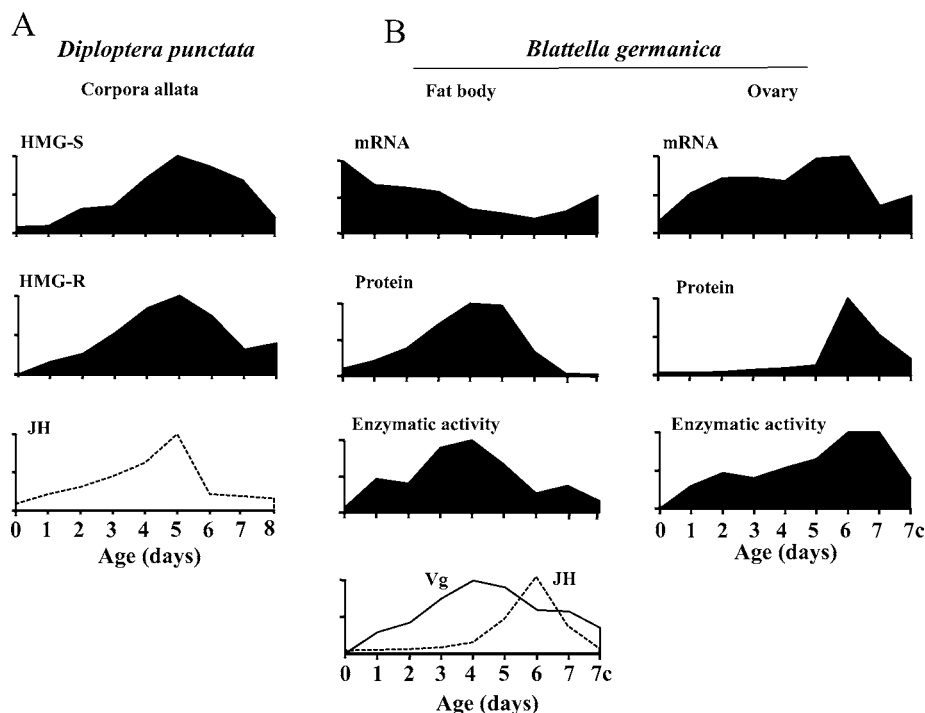 A
B
Diploptera punctata
Blattella germanica
Corpora allata
Fat body
Ovary
HMG-S
mRNA
mRNA
HMG-R
Protein
Protein
JH
Enzymatic activity
Enzymatic activity
0 1 2 3 4 5 6 7 8
Age (days)
0 1 2 3 4 5 6 7 7c
Age (days)
Vg
JH
0 1 2 3 4 5 6 7 7c
Age (days)